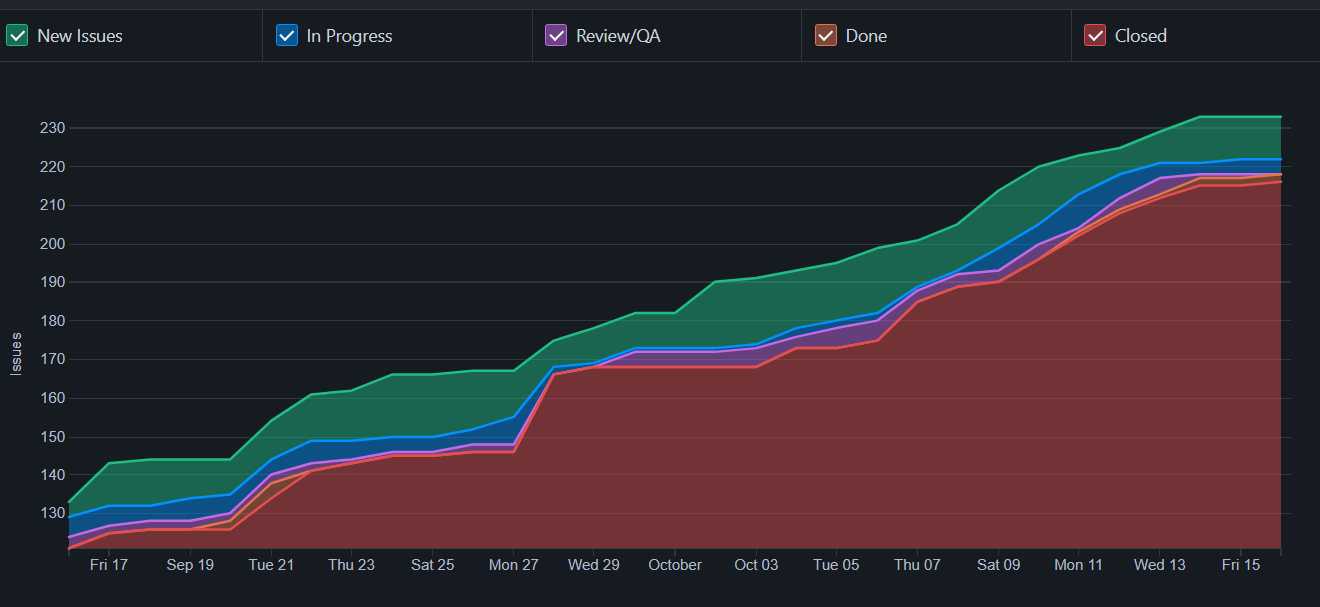 New Issues
In Progress
Review/QA
Done
Closed
230
220
210
200
190
180
170
160
150
140
130
Issues
Fri 17
Sep 19
Tue 21
Thu 23
Sat 25
Mon 27
Wed 29
October
Oct 03
Tue 05
Thu 07
Sat 09
Mon 11
Wed 13
Fri 15